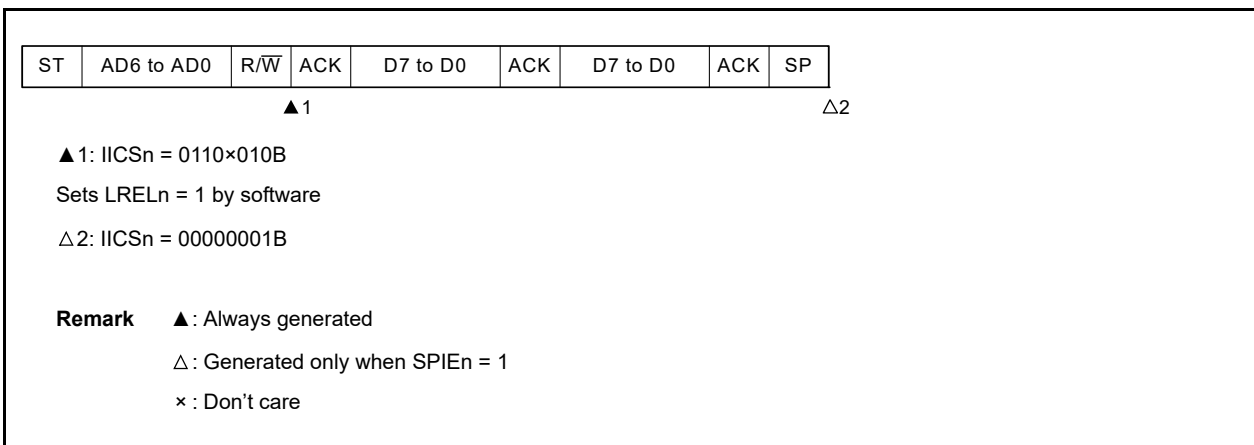 ST AD6 to AD0 R/W̅ ACK D7 to D0 ACK D7 to D0 ACK SP
▲1 △2
▲1: IICSn = 0110×010B
Sets LRELn = 1 by software
△2: IICSn = 00000001B
Remark ▲: Always generated
△: Generated only when SPIEn = 1
×: Don't care